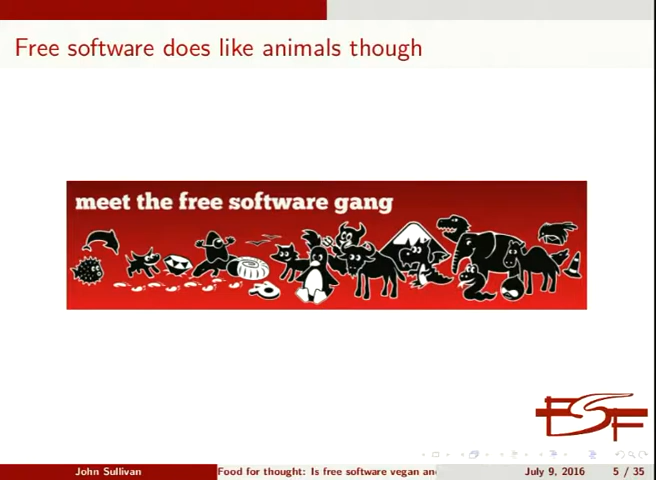 Free software does like animals though
meet the free software gang
FSF
John Sullivan
Food for thought: Is free software vegan an
July 9, 2016
5 / 35